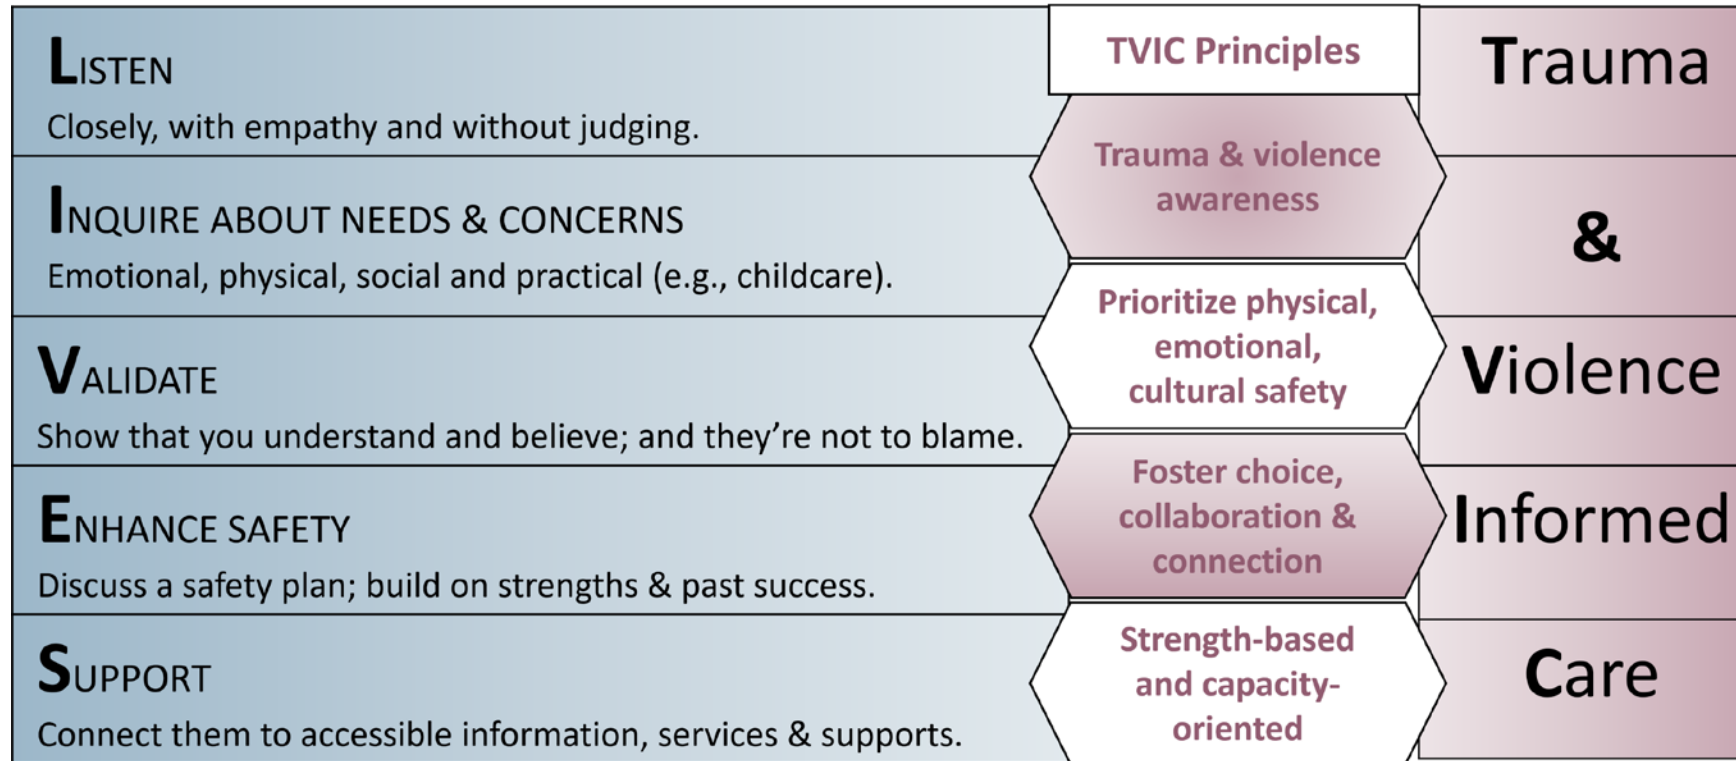 LISTEN
Closely, with empathy and without judging.
INQUIRE ABOUT NEEDS & CONCERNS
Emotional, physical, social and practical (e.g., childcare).
VALIDATE
Show that you understand and believe; and they’re not to blame.
ENHANCE SAFETY
Discuss a safety plan; build on strengths & past success.
SUPPORT
Connect them to accessible information, services & supports.
TVIC Principles
Trauma & violence
awareness
Prioritize physical,
emotional,
cultural safety
Foster choice,
collaboration &
connection
Strength-based
and capacity-
oriented
Trauma
&
Violence
Informed
Care